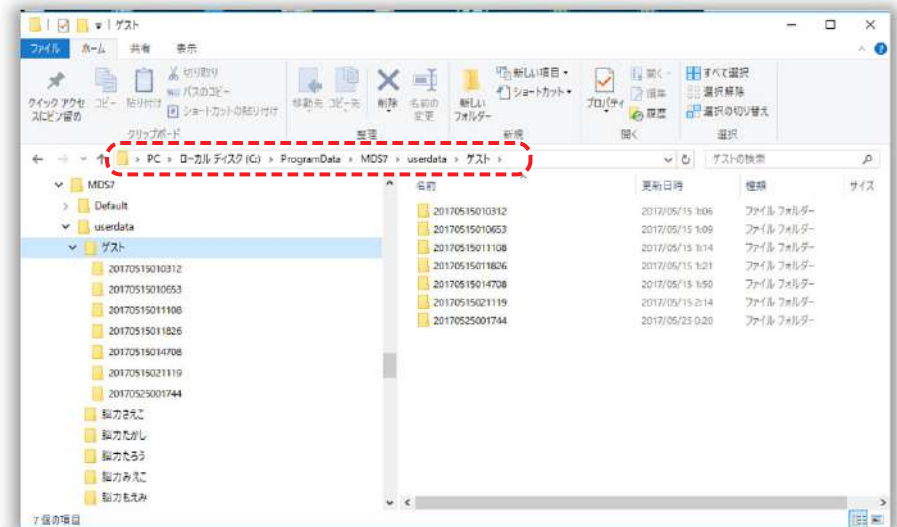 ゲスト
ファイル ホーム 共有 表示
クイック アクセスにピン留め コピー 貼り付け 切り取り パスのコピー ショートカットの貼り付け
移動先 コピー先 削除 名前の変更 新しいフォルダー 新しい項目 ショートカット プロパティ 開く 編集 履歴 すべて選択 選択解除 選択の切り替え
クリップボード 整理 新規 開く 選択
PC › ローカル ディスク (C:) › ProgramData › MDS7 › userdata › ゲスト › ゲストの検索
名前 更新日時 種類 サイズ
20170515010312 2017/05/15 1:06 ファイル フォルダー
20170515010653 2017/05/15 1:09 ファイル フォルダー
20170515011108 2017/05/15 1:14 ファイル フォルダー
20170515011826 2017/05/15 1:21 ファイル フォルダー
20170515014708 2017/05/15 1:50 ファイル フォルダー
20170515021119 2017/05/15 2:14 ファイル フォルダー
20170525001744 2017/05/25 0:20 ファイル フォルダー
MDS7
Default
userdata
ゲスト
20170515010312
20170515010653
20170515011108
20170515011826
20170515014708
20170515021119
20170525001744
脳力さえこ
脳力たかし
脳力たろう
脳力みえこ
脳力もえみ
7 個の項目